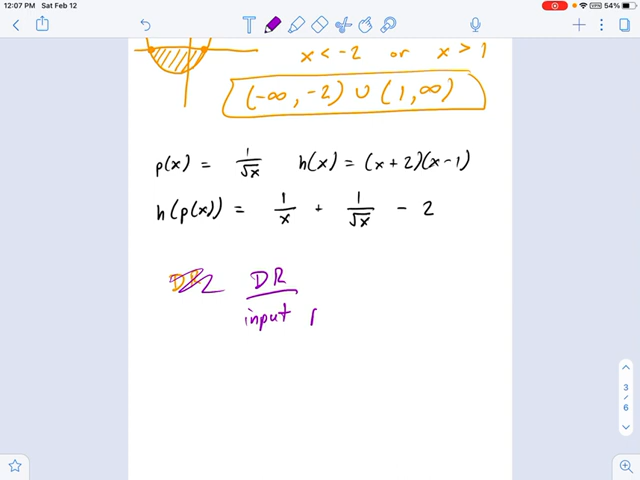 12:07 PM Sat Feb 12 54%
x < -2 or x > 1
(-∞, -2) ∪ (1, ∞)
p(x) = 1/√x h(x) = (x+2)(x-1)
h(p(x)) = 1/x + 1/√x - 2
DR
input
3
/
6